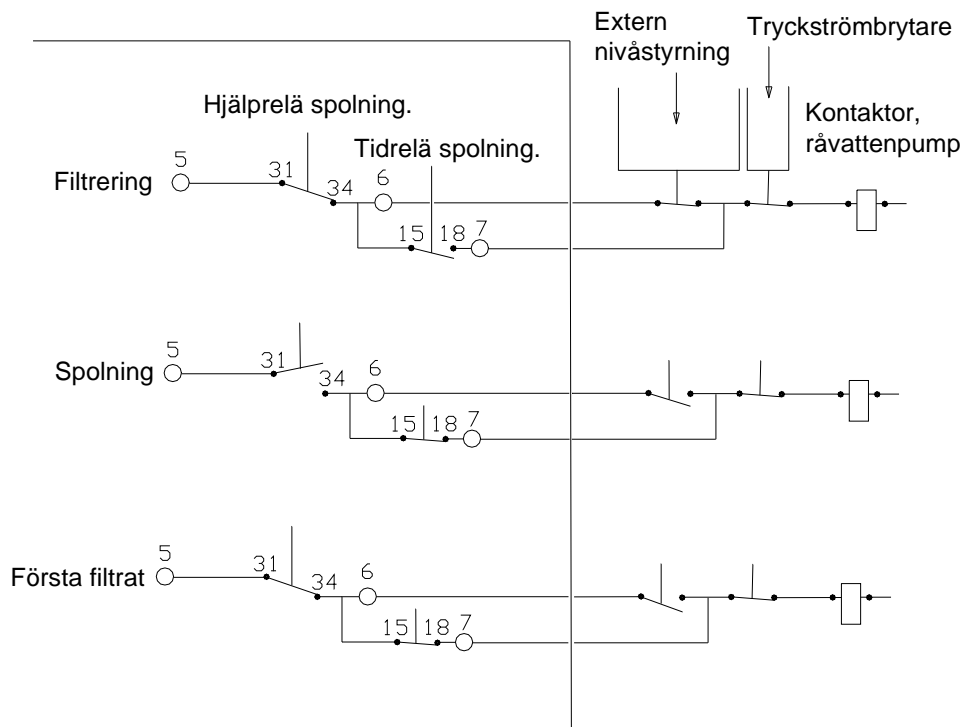 Extern
nivåstyrning
Tryckströmbrytare
Hjälprelä spolning.
Kontaktor,
råvattenpump
Tidrelä spolning.
Filtrering 5 31 34 6
15 18 7
Spolning 5 31 34 6
15 18 7
Första filtrat 5 31 34 6
15 18 7